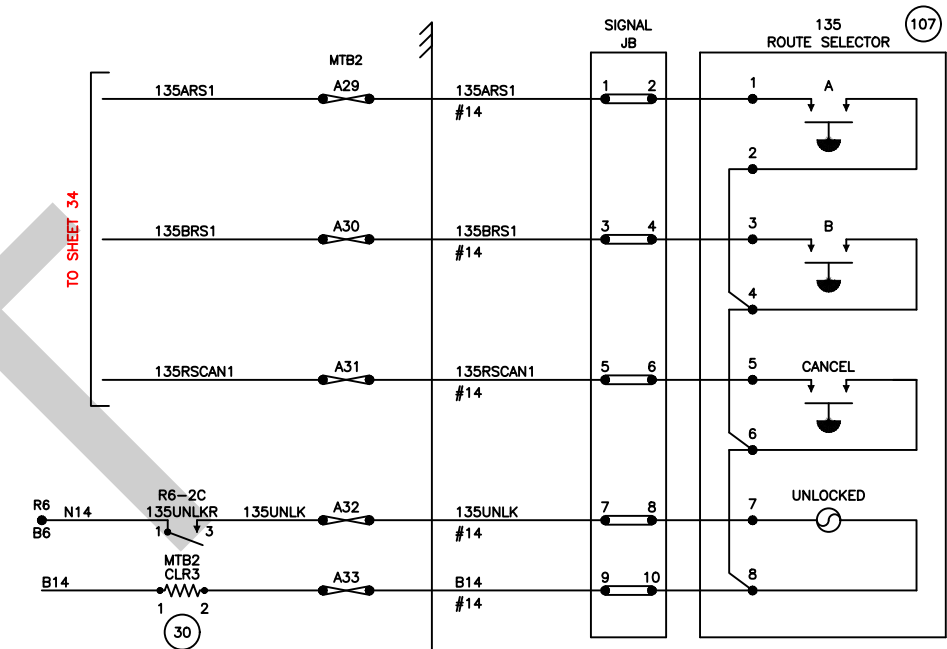 SIGNAL
JB
135
ROUTE SELECTOR
107
MTB2
135ARS1
A29
135ARS1
#14
1 2
1
A
2
TO SHEET 34
135BRS1
A30
135BRS1
#14
3 4
3
B
4
135RSCAN1
A31
135RSCAN1
#14
5 6
5
CANCEL
6
R6
B6
N14
R6-2C
135UNLKR
1 3
135UNLK
A32
135UNLK
#14
7 8
7
UNLOCKED
B14
MTB2
CLR3
1 2
30
A33
B14
#14
9 10
8